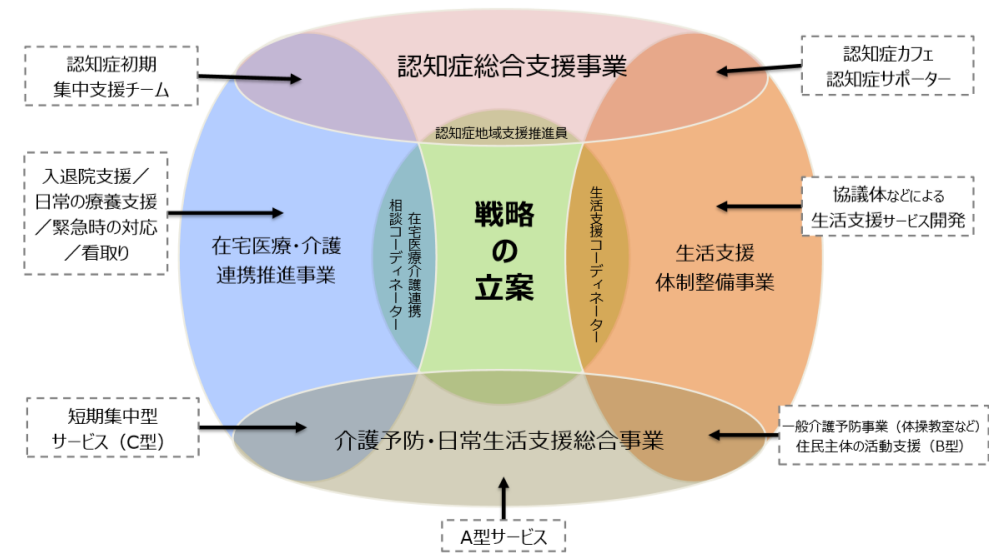 認知症総合支援事業
認知症初期
集中支援チーム
認知症カフェ
認知症サポーター
認知症地域支援推進員
入退院支援／
日常の療養支援
／緊急時の対応
／看取り
協議体などによる
生活支援サービス開発
在宅医療・介護
連携推進事業
在宅医療介護連携
相談コーディネーター
戦略
の
立案
生活支援コーディネーター
生活支援
体制整備事業
短期集中型
サービス（C型）
介護予防・日常生活支援総合事業
一般介護予防事業（体操教室など）
住民主体の活動支援（B型）
A型サービス